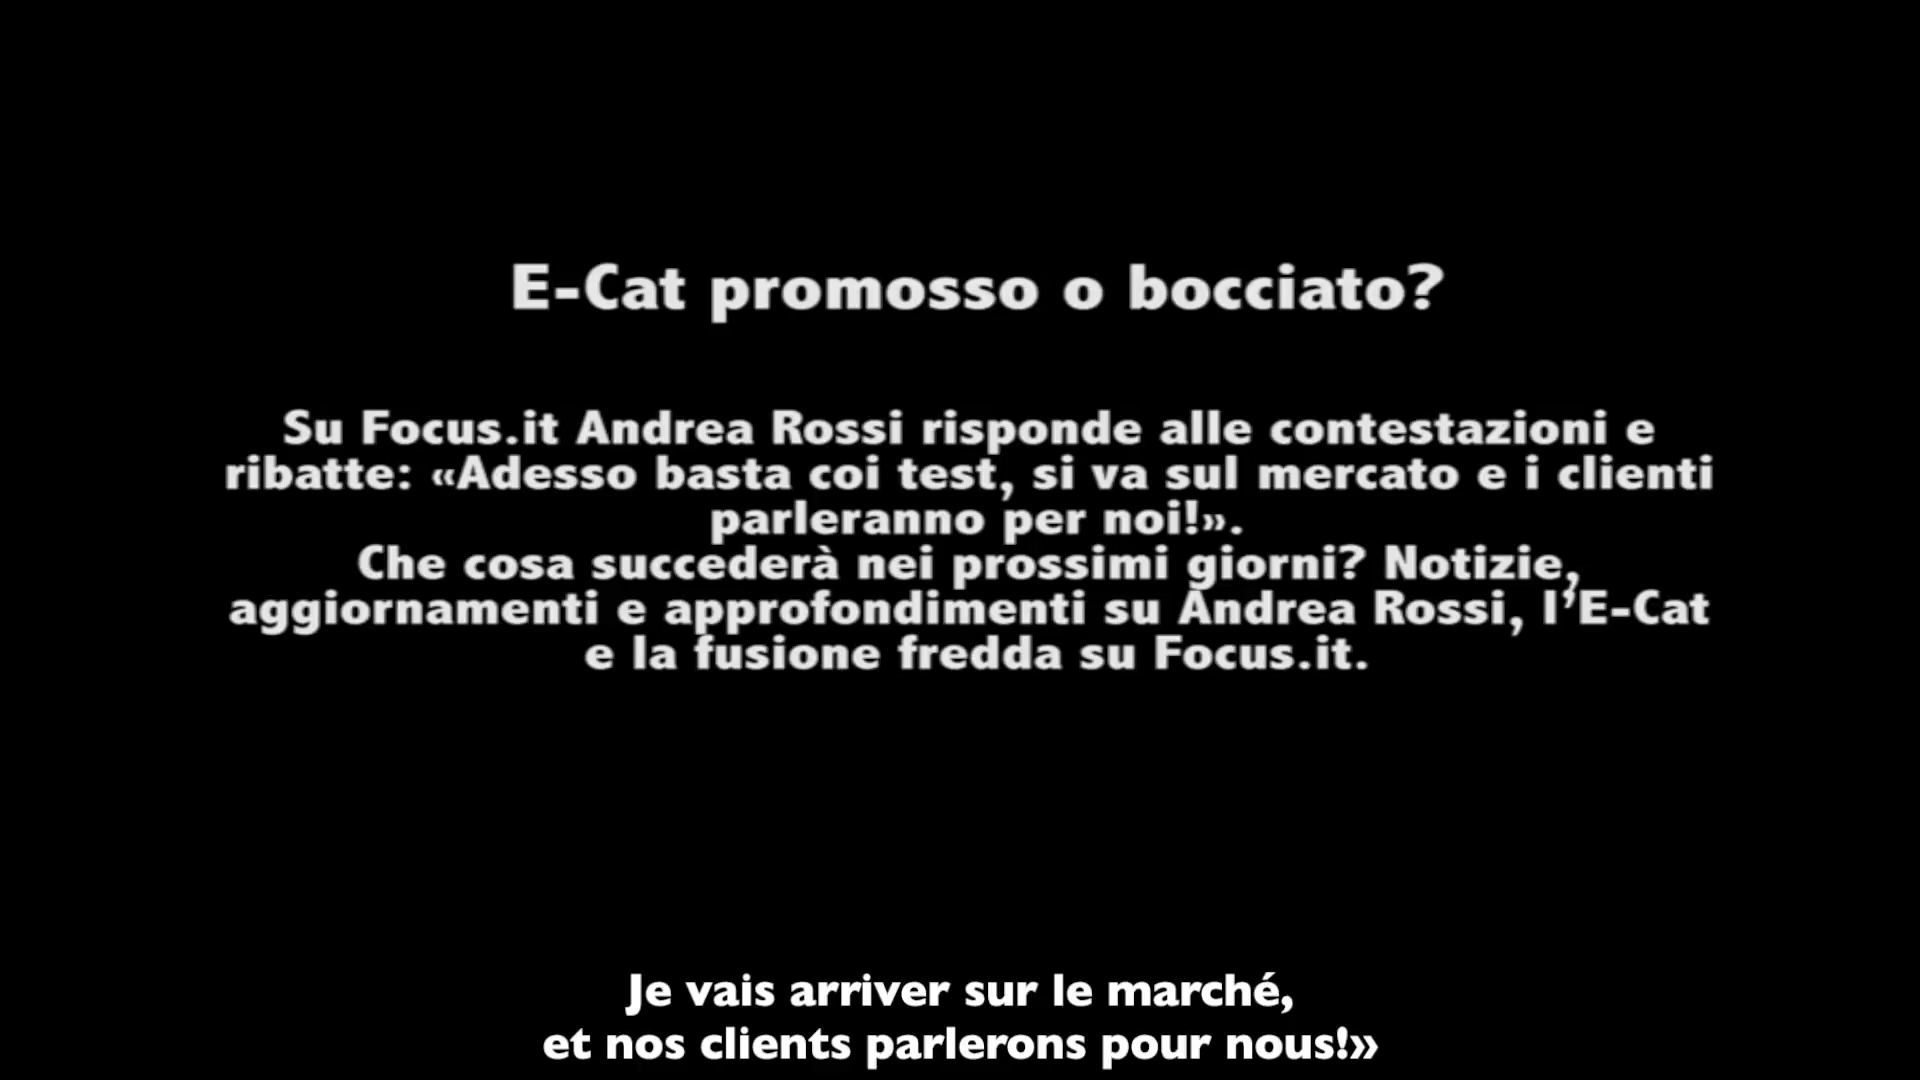 E-Cat promosso o bocciato?
Su Focus.it Andrea Rossi risponde alle contestazioni e
ribatte: «Adesso basta coi test, si va sul mercato e i clienti
parleranno per noi!».
Che cosa succederà nei prossimi giorni? Notizie,
aggiornamenti e approfondimenti su Andrea Rossi, l’E-Cat
e la fusione fredda su Focus.it.
Je vais arriver sur le marché,
et nos clients parlerons pour nous!»